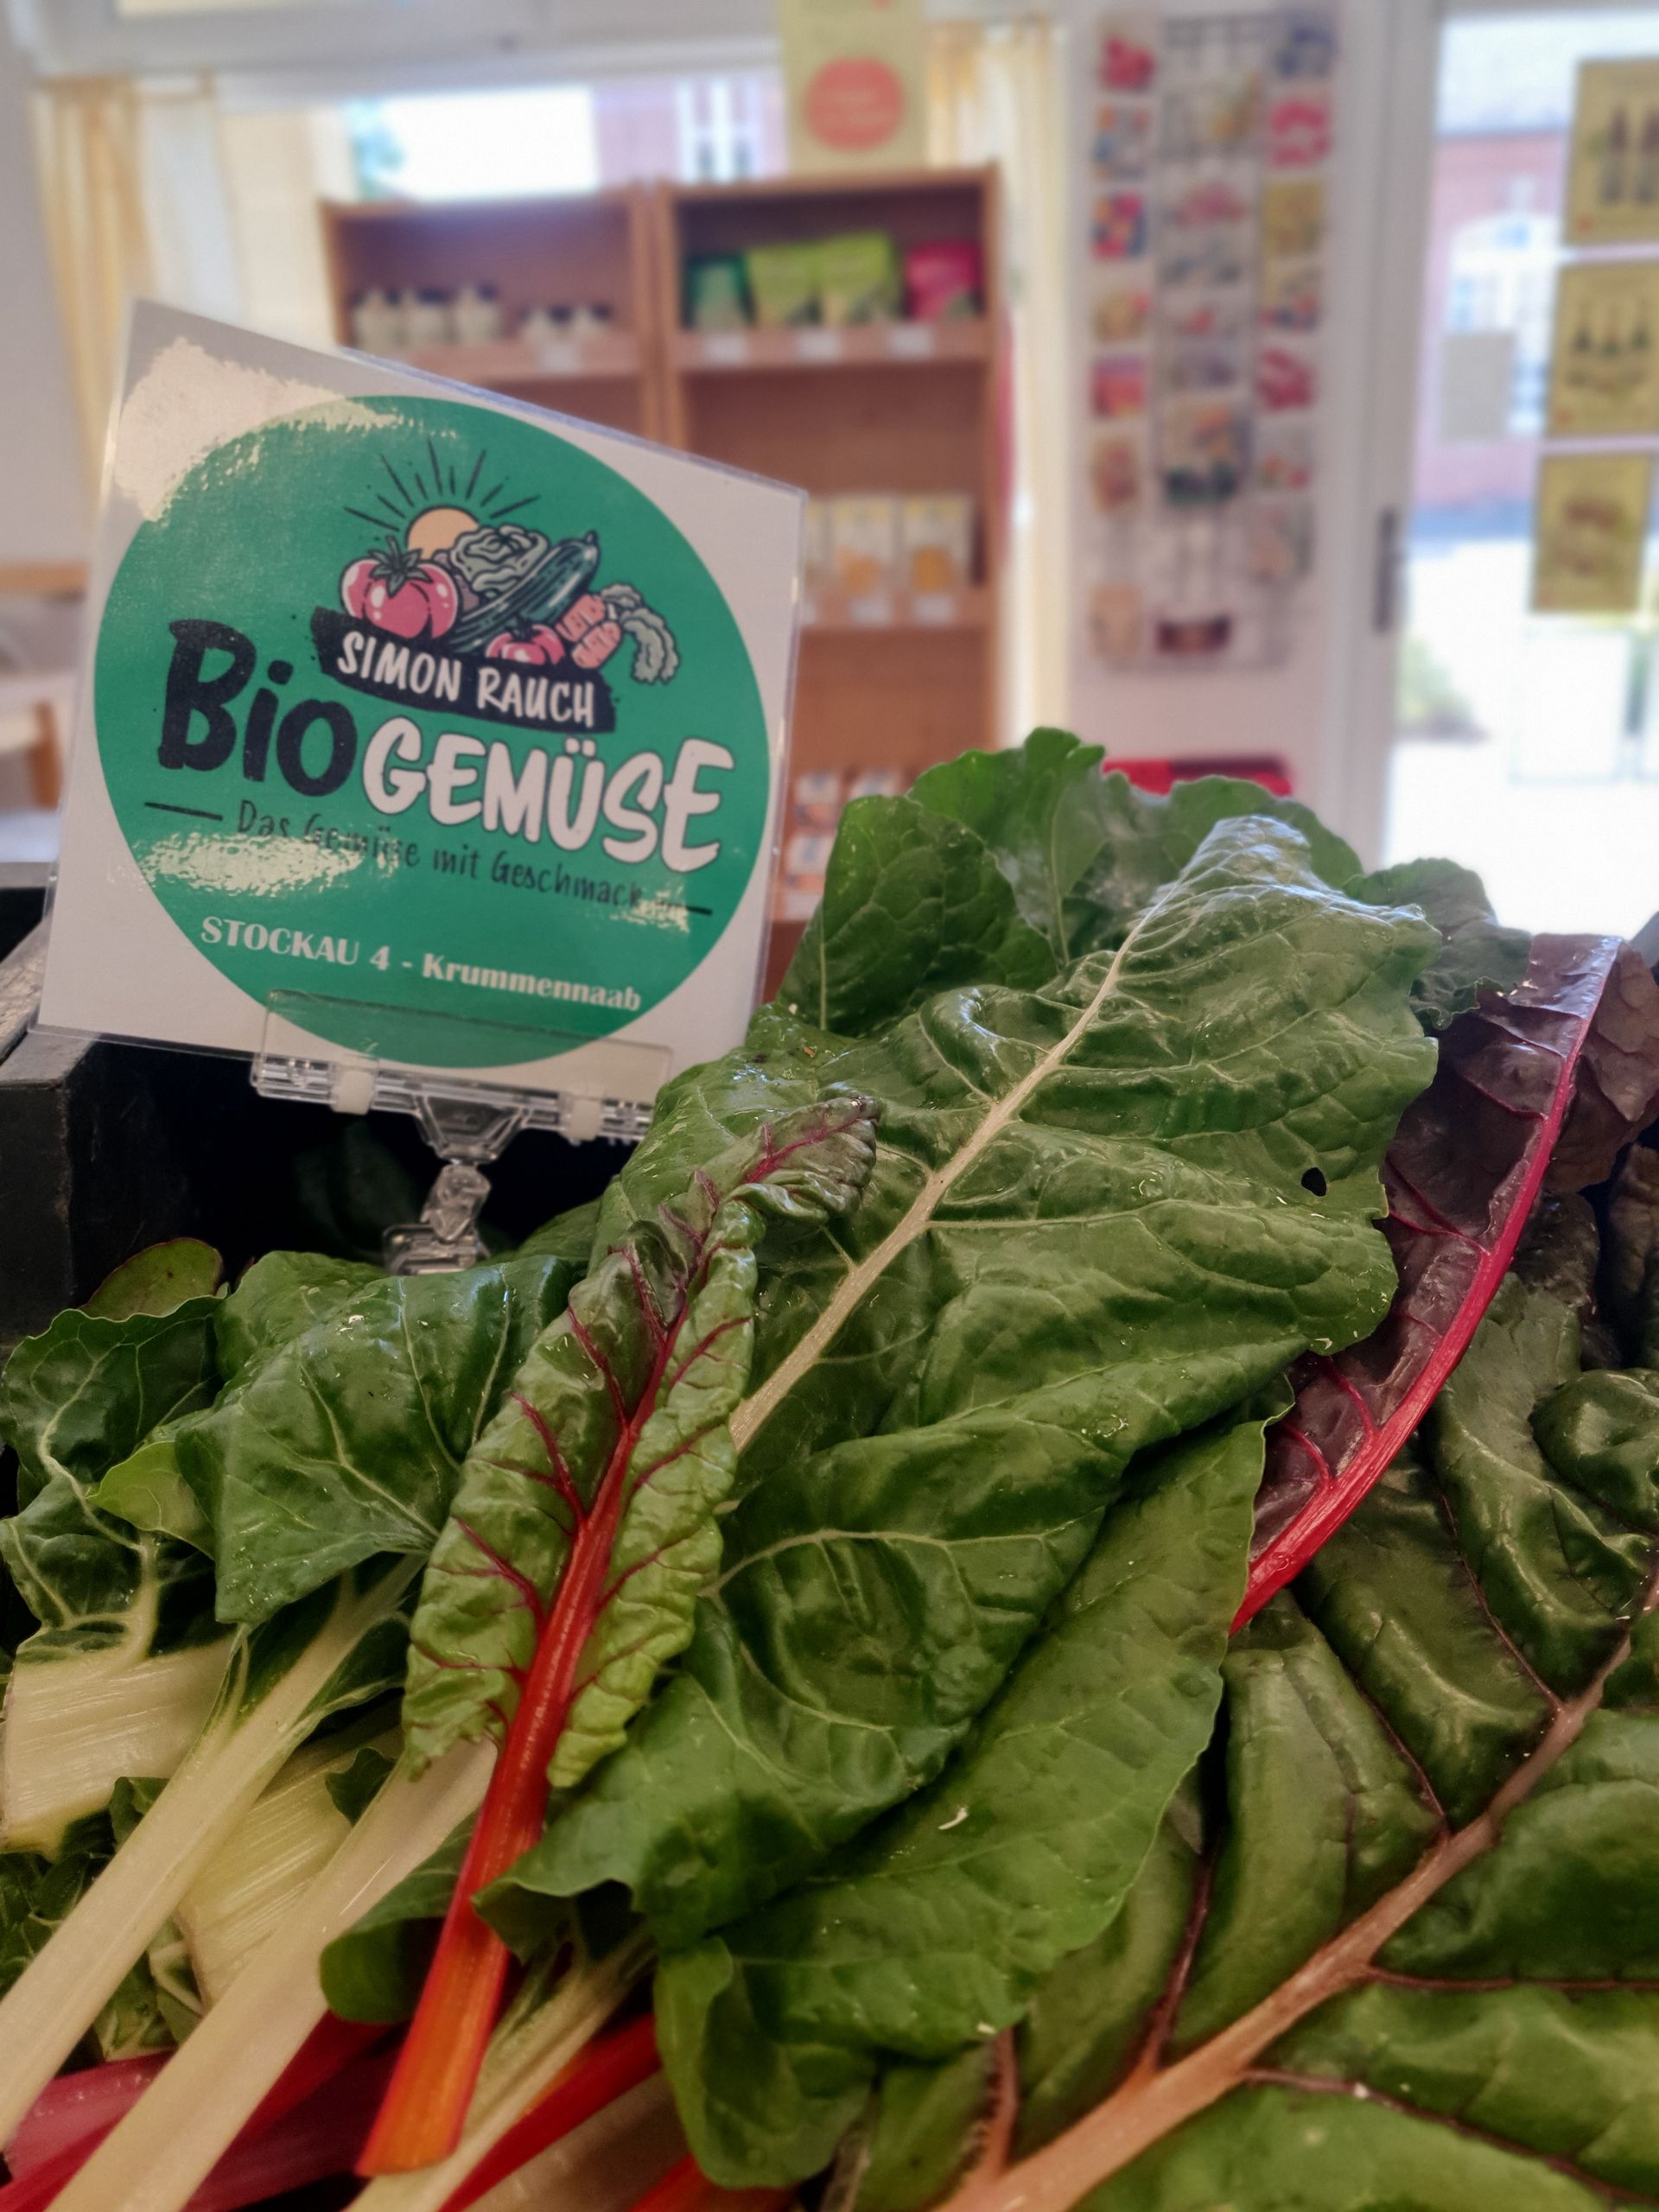 SIMON RAUCH
BioGEMÜSE
Das Gemüse mit Geschmack
STOCKAU 4 - Krummennaab